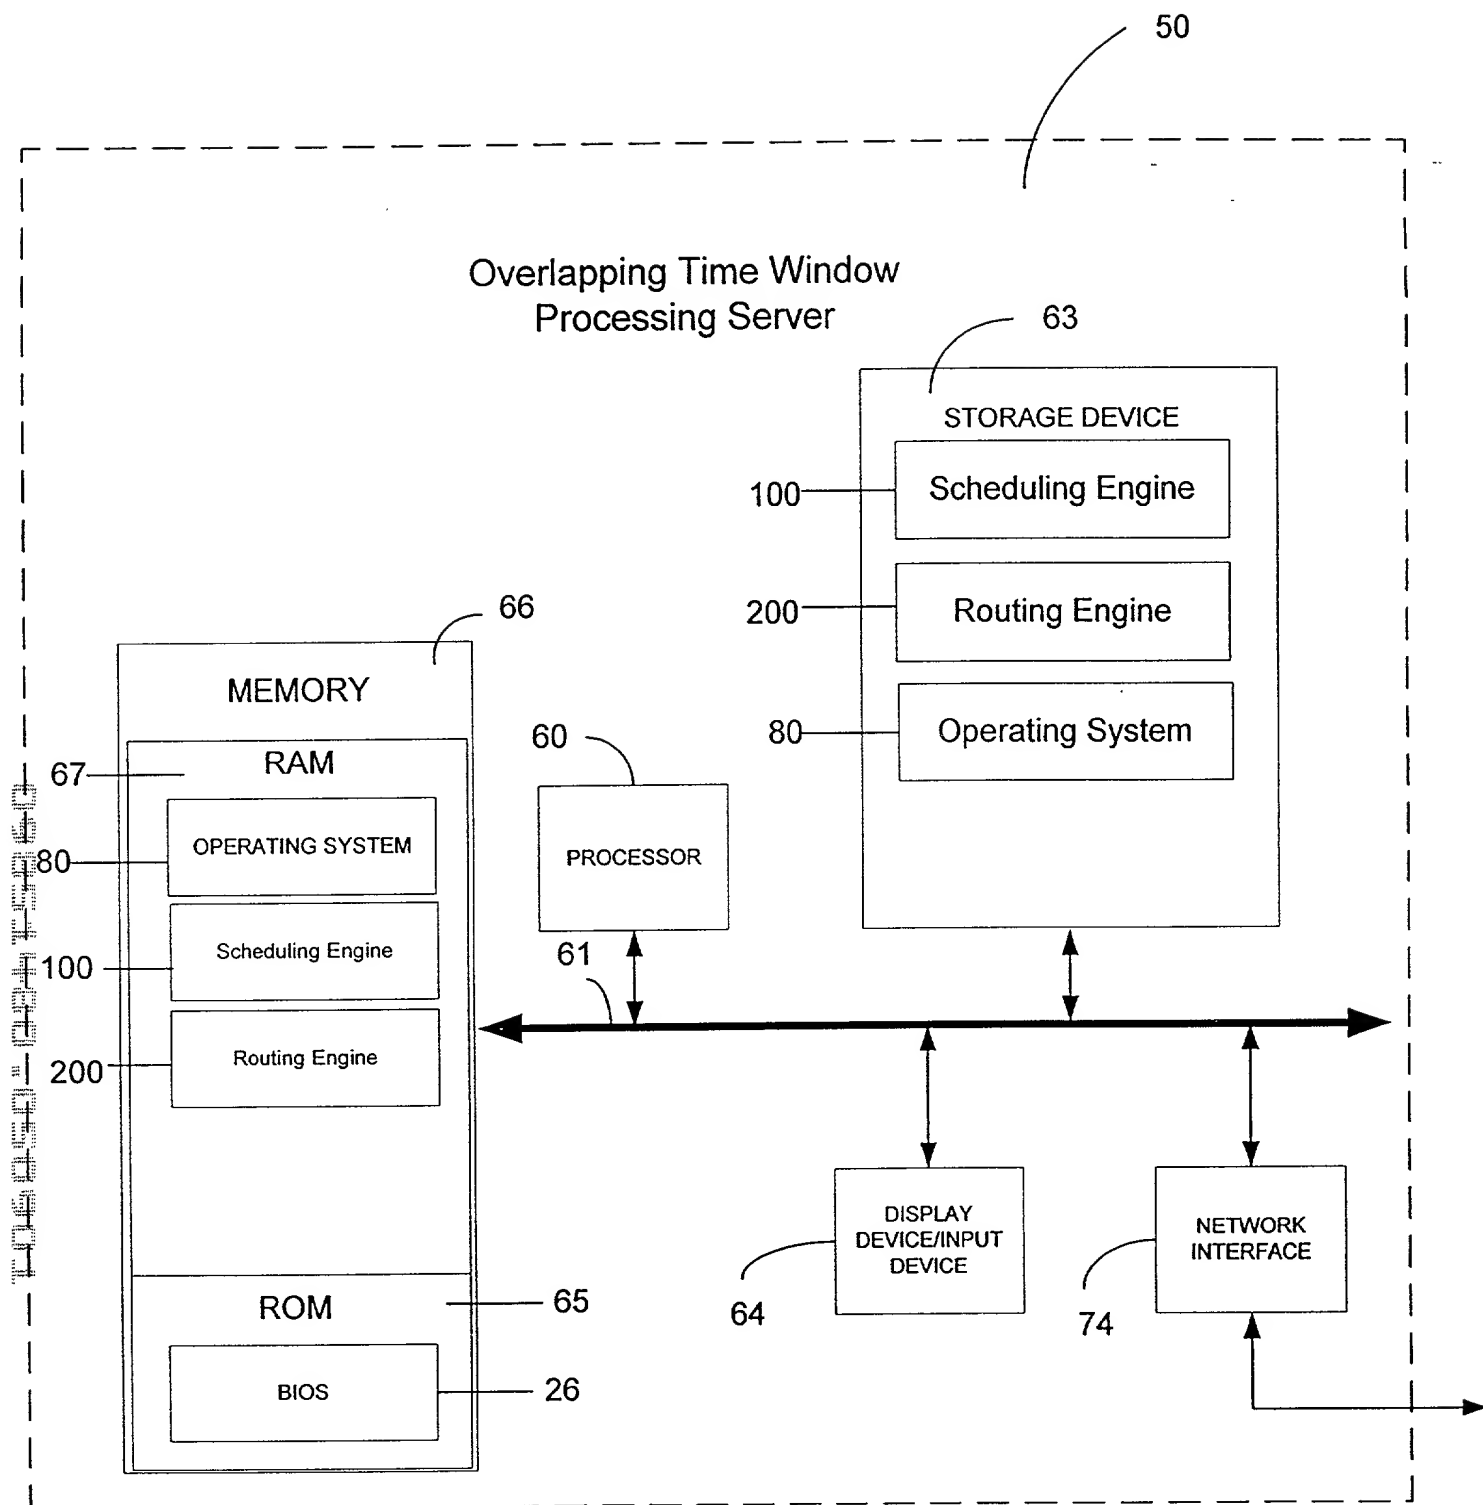 50
Overlapping Time Window
Processing Server
63
STORAGE DEVICE
100
Scheduling Engine
200
Routing Engine
80
Operating System
66
MEMORY
RAM
67
OPERATING SYSTEM
80
Scheduling Engine
100
Routing Engine
200
ROM
65
BIOS
26
60
PROCESSOR
61
DISPLAY
DEVICE/INPUT
DEVICE
64
NETWORK
INTERFACE
74